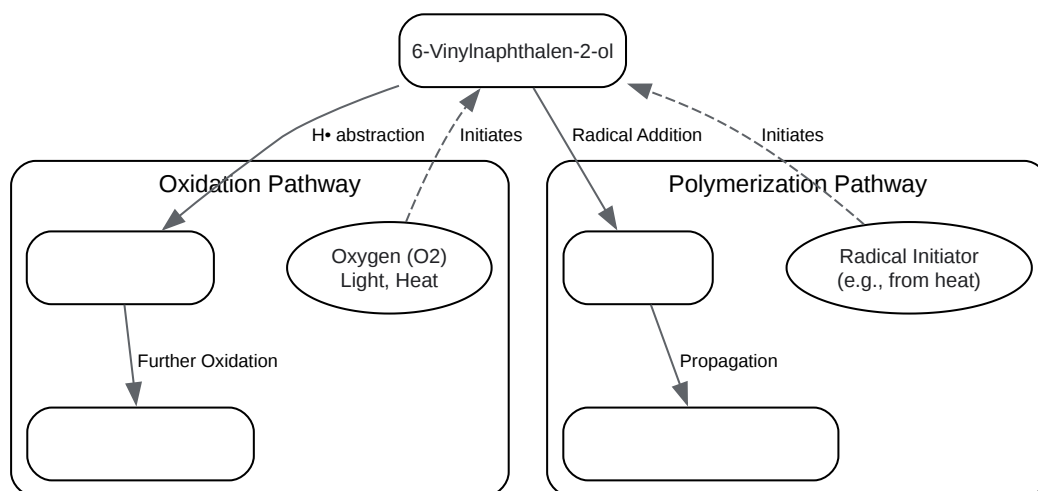 6-Vinylnaphthalen-2-ol
H• abstraction
Initiates
Radical Addition
Initiates
Oxidation Pathway
Polymerization Pathway
Oxygen (O2)
Light, Heat
Radical Initiator
(e.g., from heat)
Further Oxidation
Propagation